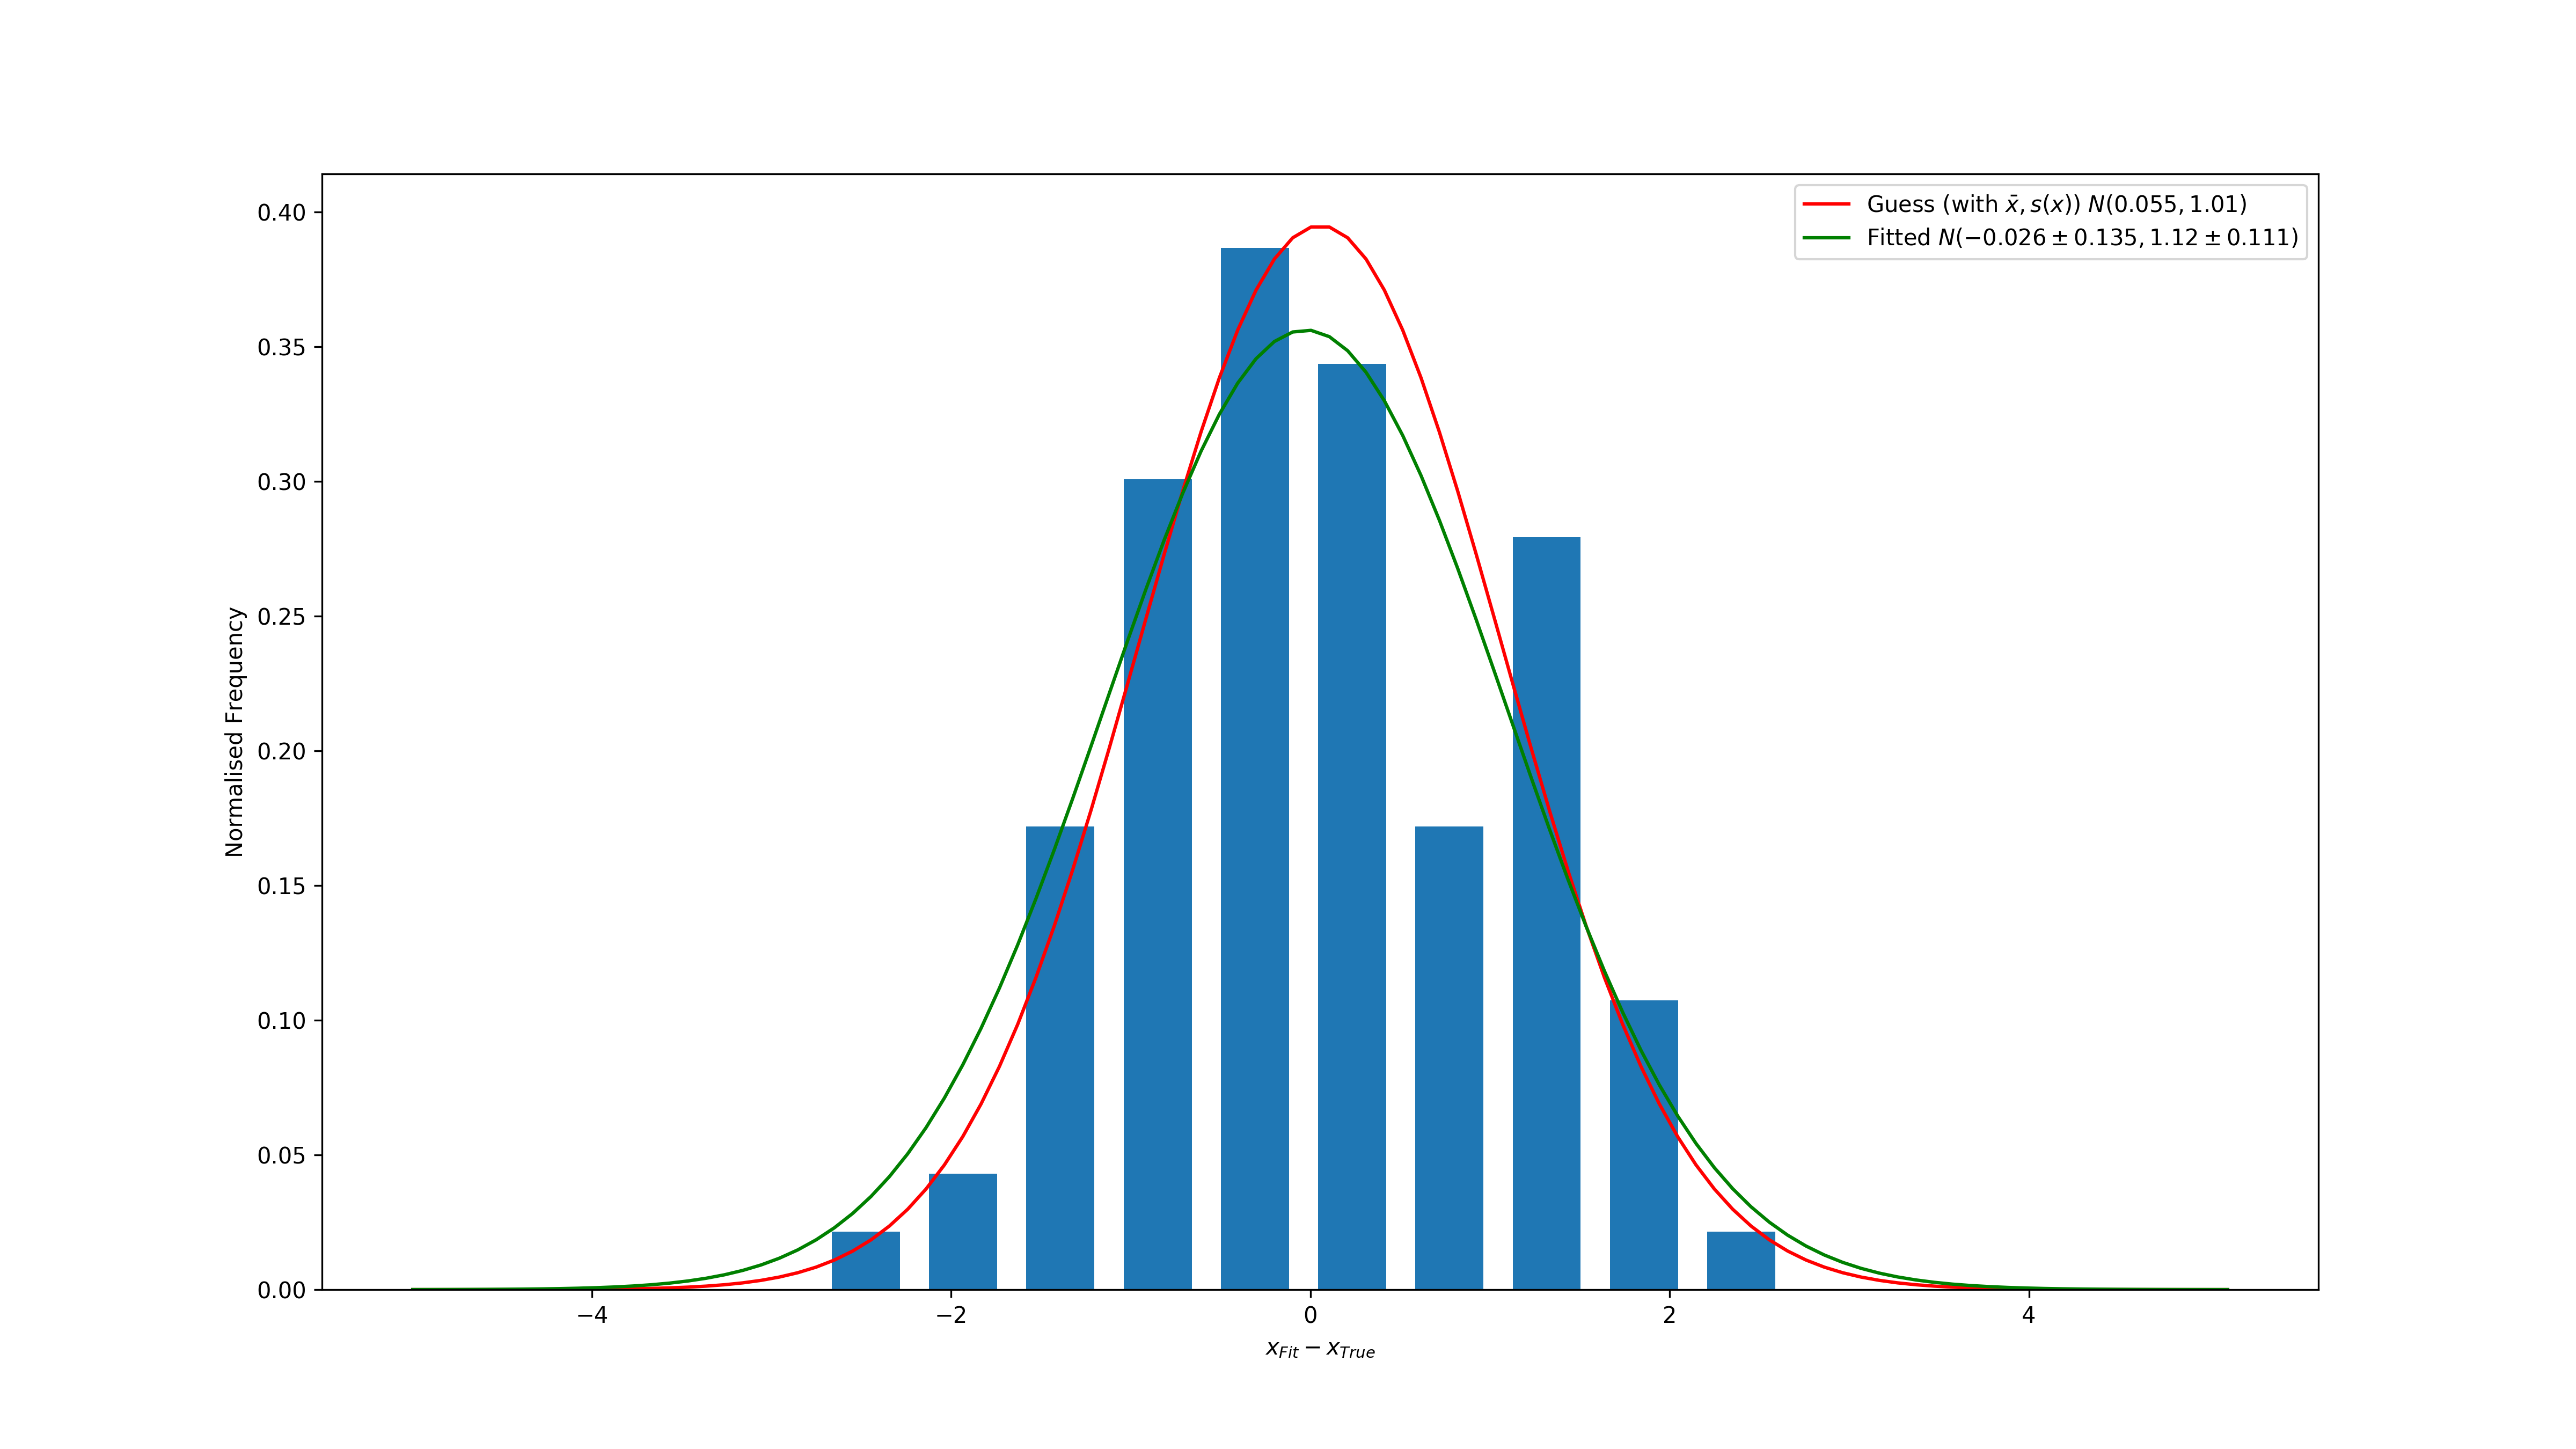 Guess (with x̄, s(x)) N(0.055, 1.01)
Fitted N(−0.026 ± 0.135, 1.12 ± 0.111)
0.40
0.35
0.30
0.25
0.20
0.15
0.10
0.05
0.00
Normalised Frequency
−4 −2 0 2 4
x_Fit − x_True